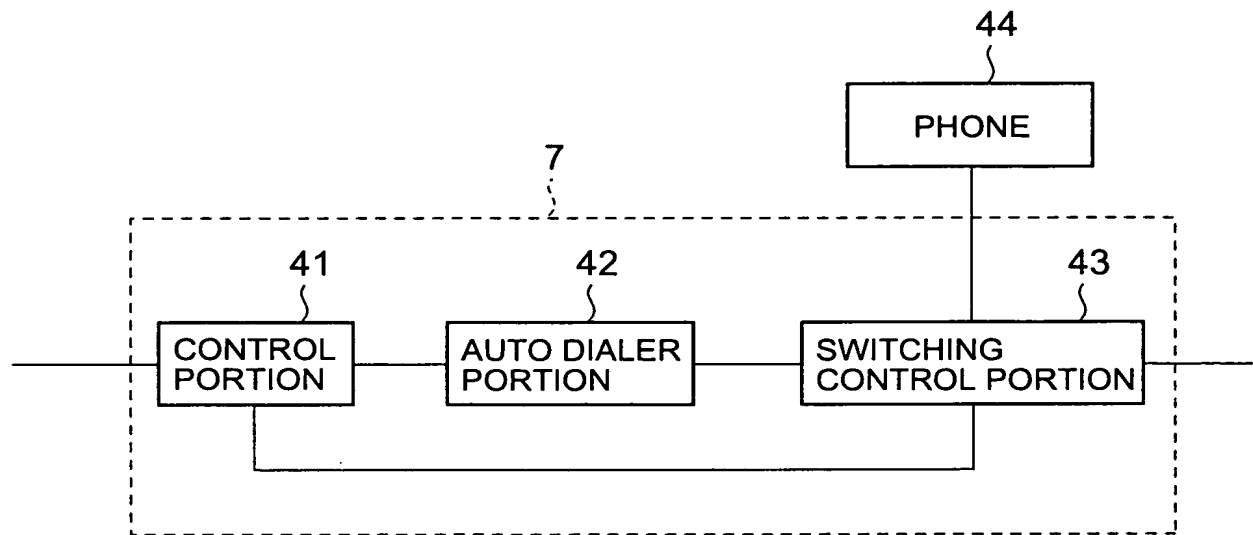 44
PHONE
7
41
42
43
CONTROL
PORTION
AUTO DIALER
PORTION
SWITCHING
CONTROL PORTION